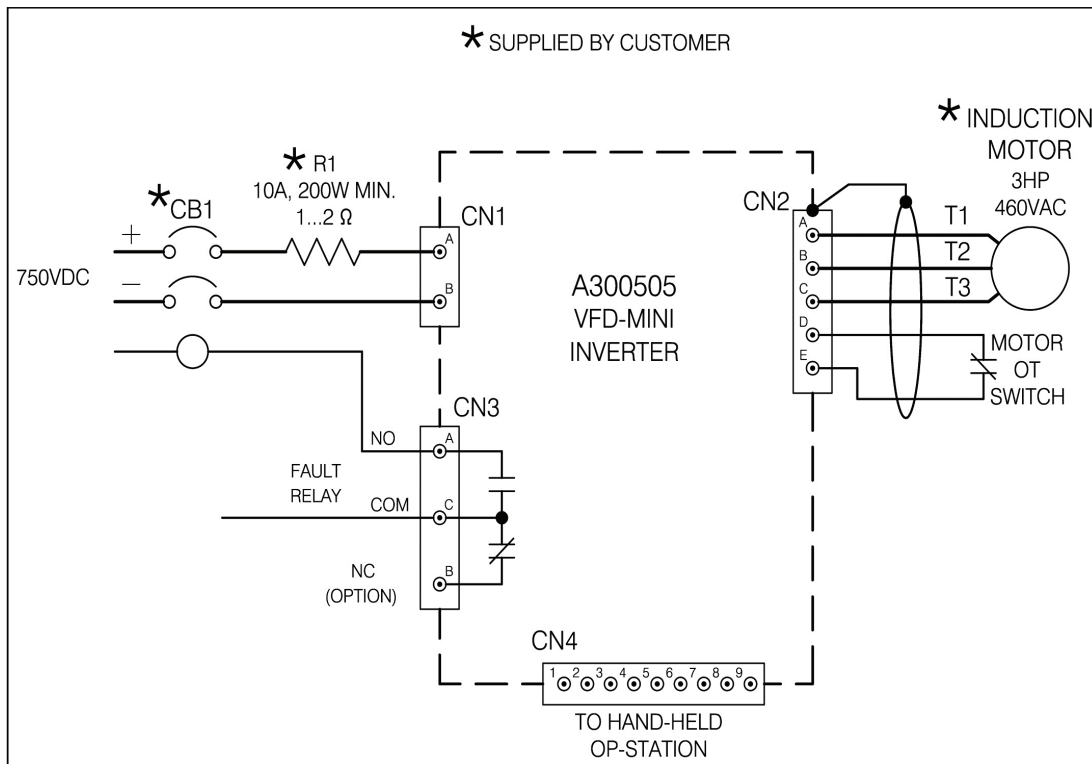 * SUPPLIED BY CUSTOMER
* INDUCTION
MOTOR
3HP
460VAC
* R1
10A, 200W MIN.
1...2 Ω
* CB1
+
−
750VDC
CN1
A
B
CN2
A
B
C
D
E
T1
T2
T3
A300505
VFD-MINI
INVERTER
MOTOR
OT
SWITCH
CN3
NO
A
FAULT
RELAY
COM
C
NC
(OPTION)
B
CN4
1 2 3 4 5 6 7 8 9
TO HAND-HELD
OP-STATION